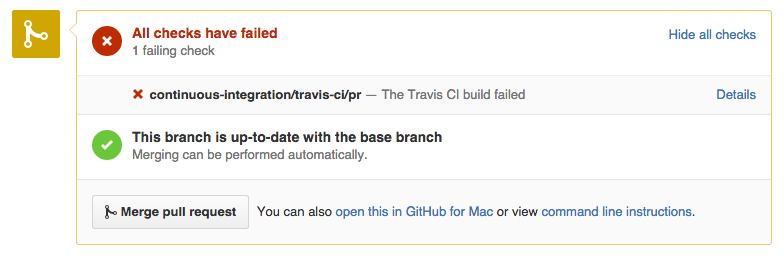 All checks have failed
Hide all checks
1 failing check
continuous-integration/travis-ci/pr — The Travis CI build failed
Details
This branch is up-to-date with the base branch
Merging can be performed automatically.
Merge pull request
You can also open this in GitHub for Mac or view command line instructions.